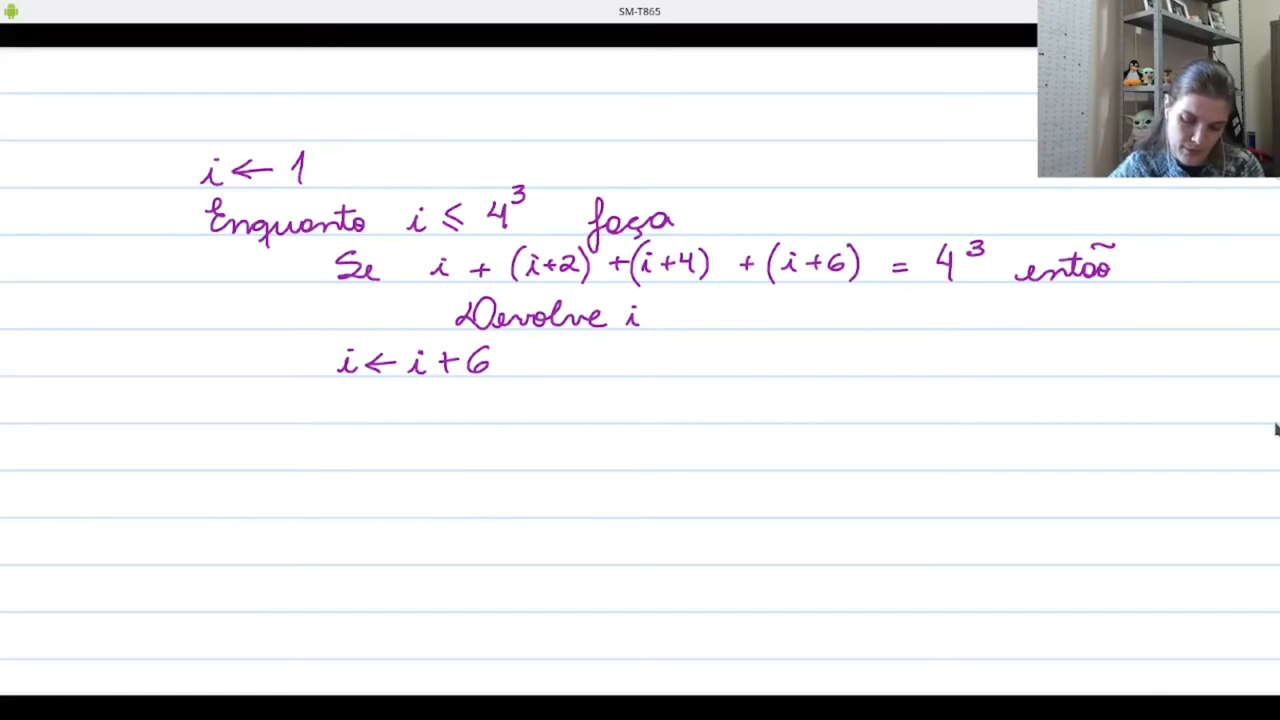 SM-T865
i ← 1
Enquanto i ≤ 4³ faça
Se i + (i+2) + (i+4) + (i+6) = 4³ então
Devolve i
i ← i + 6